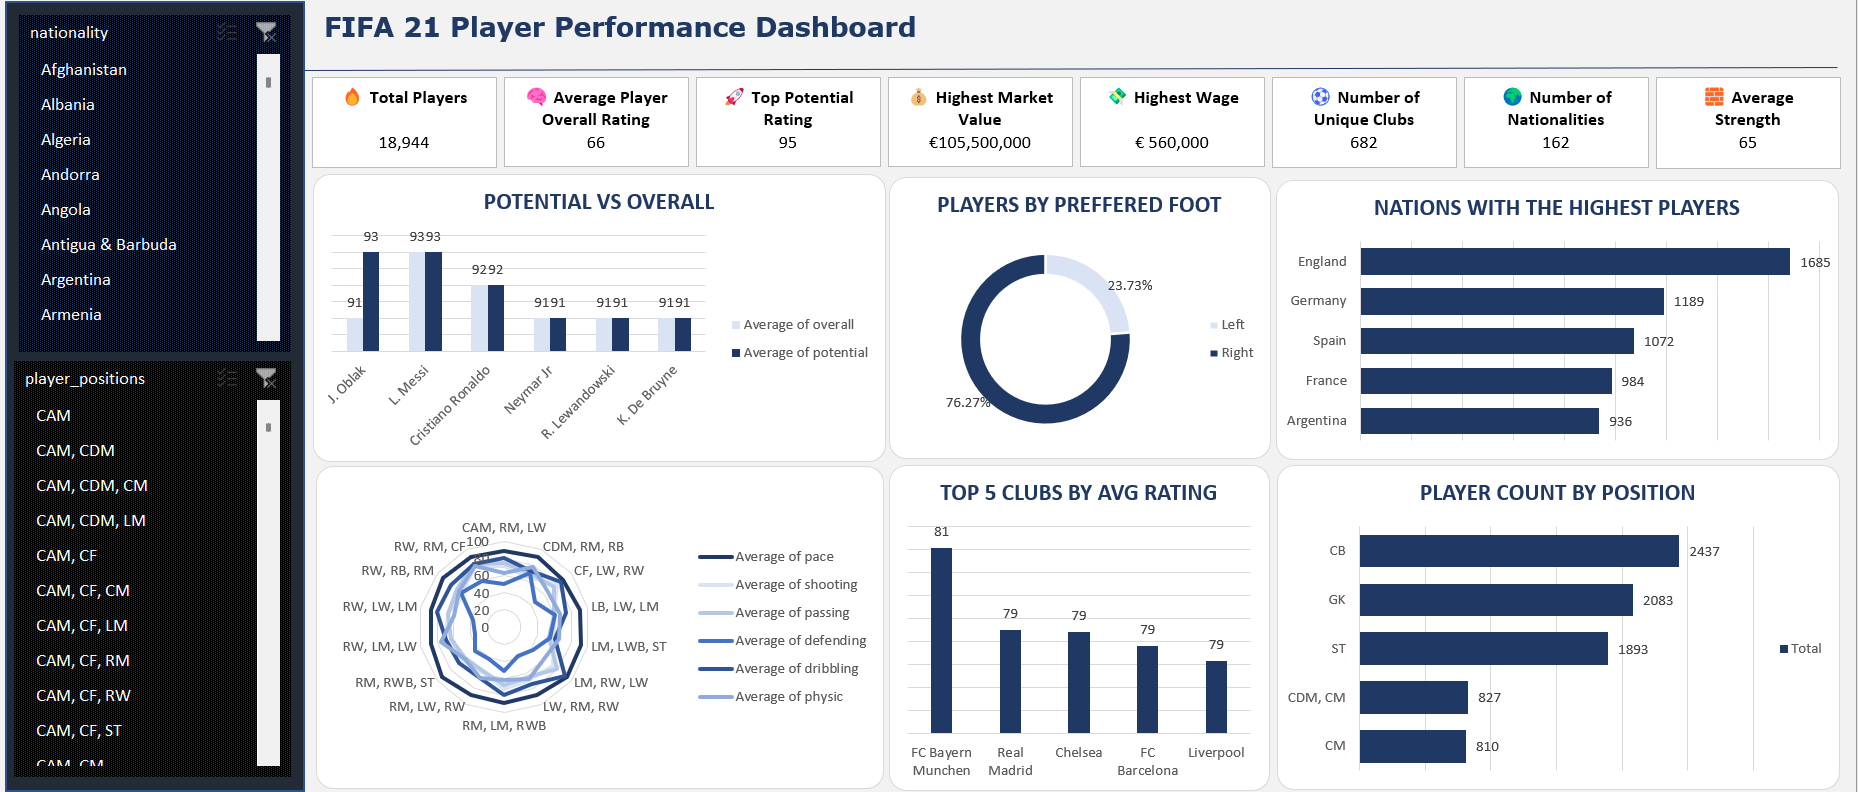 nationality
Afghanistan
Albania
Algeria
Andorra
Angola
Antigua & Barbuda
Argentina
Armenia
player_positions
CAM
CAM, CDM
CAM, CDM, CM
CAM, CDM, LM
CAM, CF
CAM, CF, CM
CAM, CF, LM
CAM, CF, RM
CAM, CF, RW
CAM, CF, ST
CAM, CM
FIFA 21 Player Performance Dashboard
Total Players
18,944
Average Player
Overall Rating
66
Top Potential
Rating
95
Highest Market
Value
€105,500,000
Highest Wage
€ 560,000
Number of
Unique Clubs
682
Number of
Nationalities
162
Average
Strength
65
POTENTIAL VS OVERALL
91 93
93 93
92 92
91 91
91 91
91 91
J. Oblak
L. Messi
Cristiano Ronaldo
Neymar Jr
R. Lewandowski
K. De Bruyne
Average of overall
Average of potential
PLAYERS BY PREFFERED FOOT
23.73%
76.27%
Left
Right
NATIONS WITH THE HIGHEST PLAYERS
England 1685
Germany 1189
Spain 1072
France 984
Argentina 936
CAM, RM, LW
CDM, RM, RB
CF, LW, RW
LB, LW, LM
LM, LWB, ST
LM, RW, LW
LW, RM, RW
RM, LM, RWB
RM, LW, RW
RM, RWB, ST
RW, LM, LW
RW, LW, LM
RW, RB, RM
RW, RM, CF
100
80
60
40
20
0
Average of pace
Average of shooting
Average of passing
Average of defending
Average of dribbling
Average of physic
TOP 5 CLUBS BY AVG RATING
81
79
79
79
79
FC Bayern
Munchen
Real
Madrid
Chelsea
FC
Barcelona
Liverpool
PLAYER COUNT BY POSITION
CB 2437
GK 2083
ST 1893
CDM, CM 827
CM 810
Total